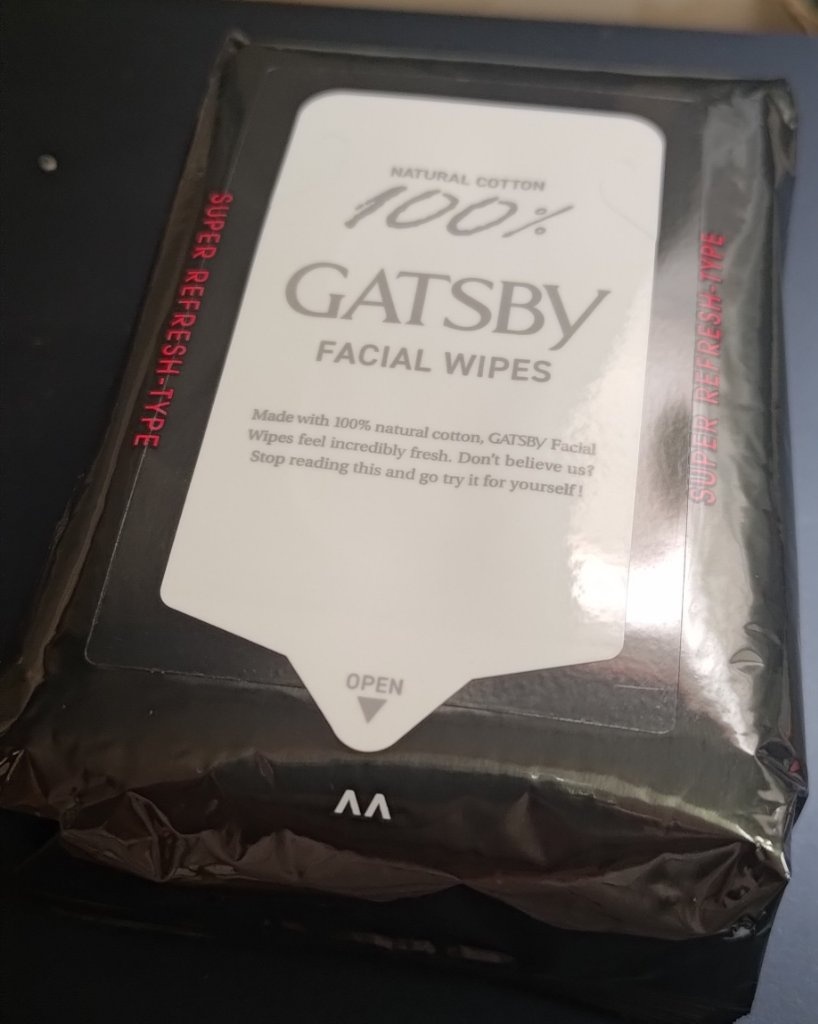 NATURAL COTTON
100%
GATSBY
FACIAL WIPES
Made with 100% natural cotton, GATSBY Facial
Wipes feel incredibly fresh. Don't believe us?
Stop reading this and go try it for yourself!
OPEN
SUPER REFRESH-TYPE
SUPER REFRESH-TYPE